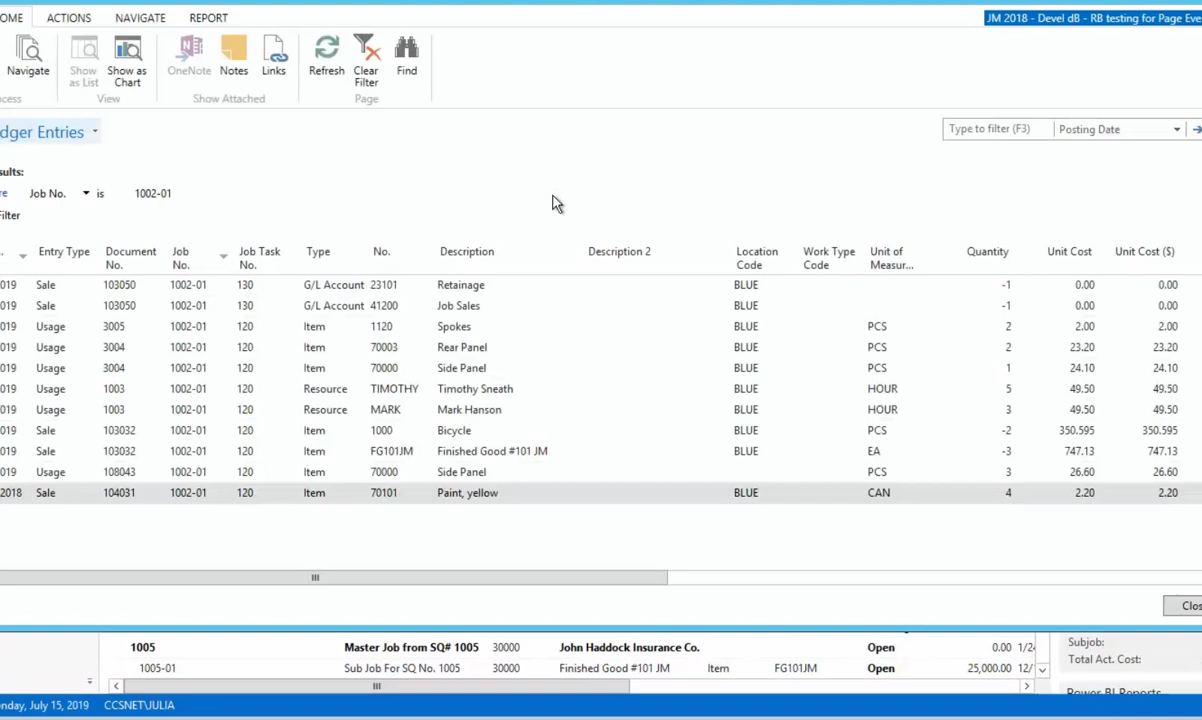 OME ACTIONS NAVIGATE REPORT
JM 2018 - Devel dB - RB testing for Page Eve
Navigate Show as List Show as Chart OneNote Notes Links Refresh Clear Filter Find
ocess View Show Attached Page
dger Entries
Type to filter (F3) Posting Date
sults:
re Job No. is 1002-01
Filter
Entry Type Document No. Job No. Job Task No. Type No. Description Description 2 Location Code Work Type Code Unit of Measur... Quantity Unit Cost Unit Cost ($)
019 Sale 103050 1002-01 130 G/L Account 23101 Retainage BLUE -1 0.00 0.00
019 Sale 103050 1002-01 130 G/L Account 41200 Job Sales BLUE -1 0.00 0.00
019 Usage 3005 1002-01 120 Item 1120 Spokes BLUE PCS 2 2.00 2.00
019 Usage 3004 1002-01 120 Item 70003 Rear Panel BLUE PCS 2 23.20 23.20
019 Usage 3004 1002-01 120 Item 70000 Side Panel BLUE PCS 1 24.10 24.10
019 Usage 1003 1002-01 120 Resource TIMOTHY Timothy Sneath BLUE HOUR 5 49.50 49.50
019 Usage 1003 1002-01 120 Resource MARK Mark Hanson BLUE HOUR 3 49.50 49.50
019 Sale 103032 1002-01 120 Item 1000 Bicycle BLUE PCS -2 350.595 350.595
019 Sale 103032 1002-01 120 Item FG101JM Finished Good #101 JM BLUE EA -3 747.13 747.13
019 Usage 108043 1002-01 120 Item 70000 Side Panel PCS 3 26.60 26.60
2018 Sale 104031 1002-01 120 Item 70101 Paint, yellow BLUE CAN 4 2.20 2.20
Clos
1005 Master Job from SQ# 1005 30000 John Haddock Insurance Co. Open 0.00 1/24 Subjob:
1005-01 Sub Job For SQ No. 1005 30000 Finished Good #101 JM Item FG101JM Open 25,000.00 12/ Total Act. Cost:
Power BI Reports
onday, July 15, 2019 CCSNET\JULIA